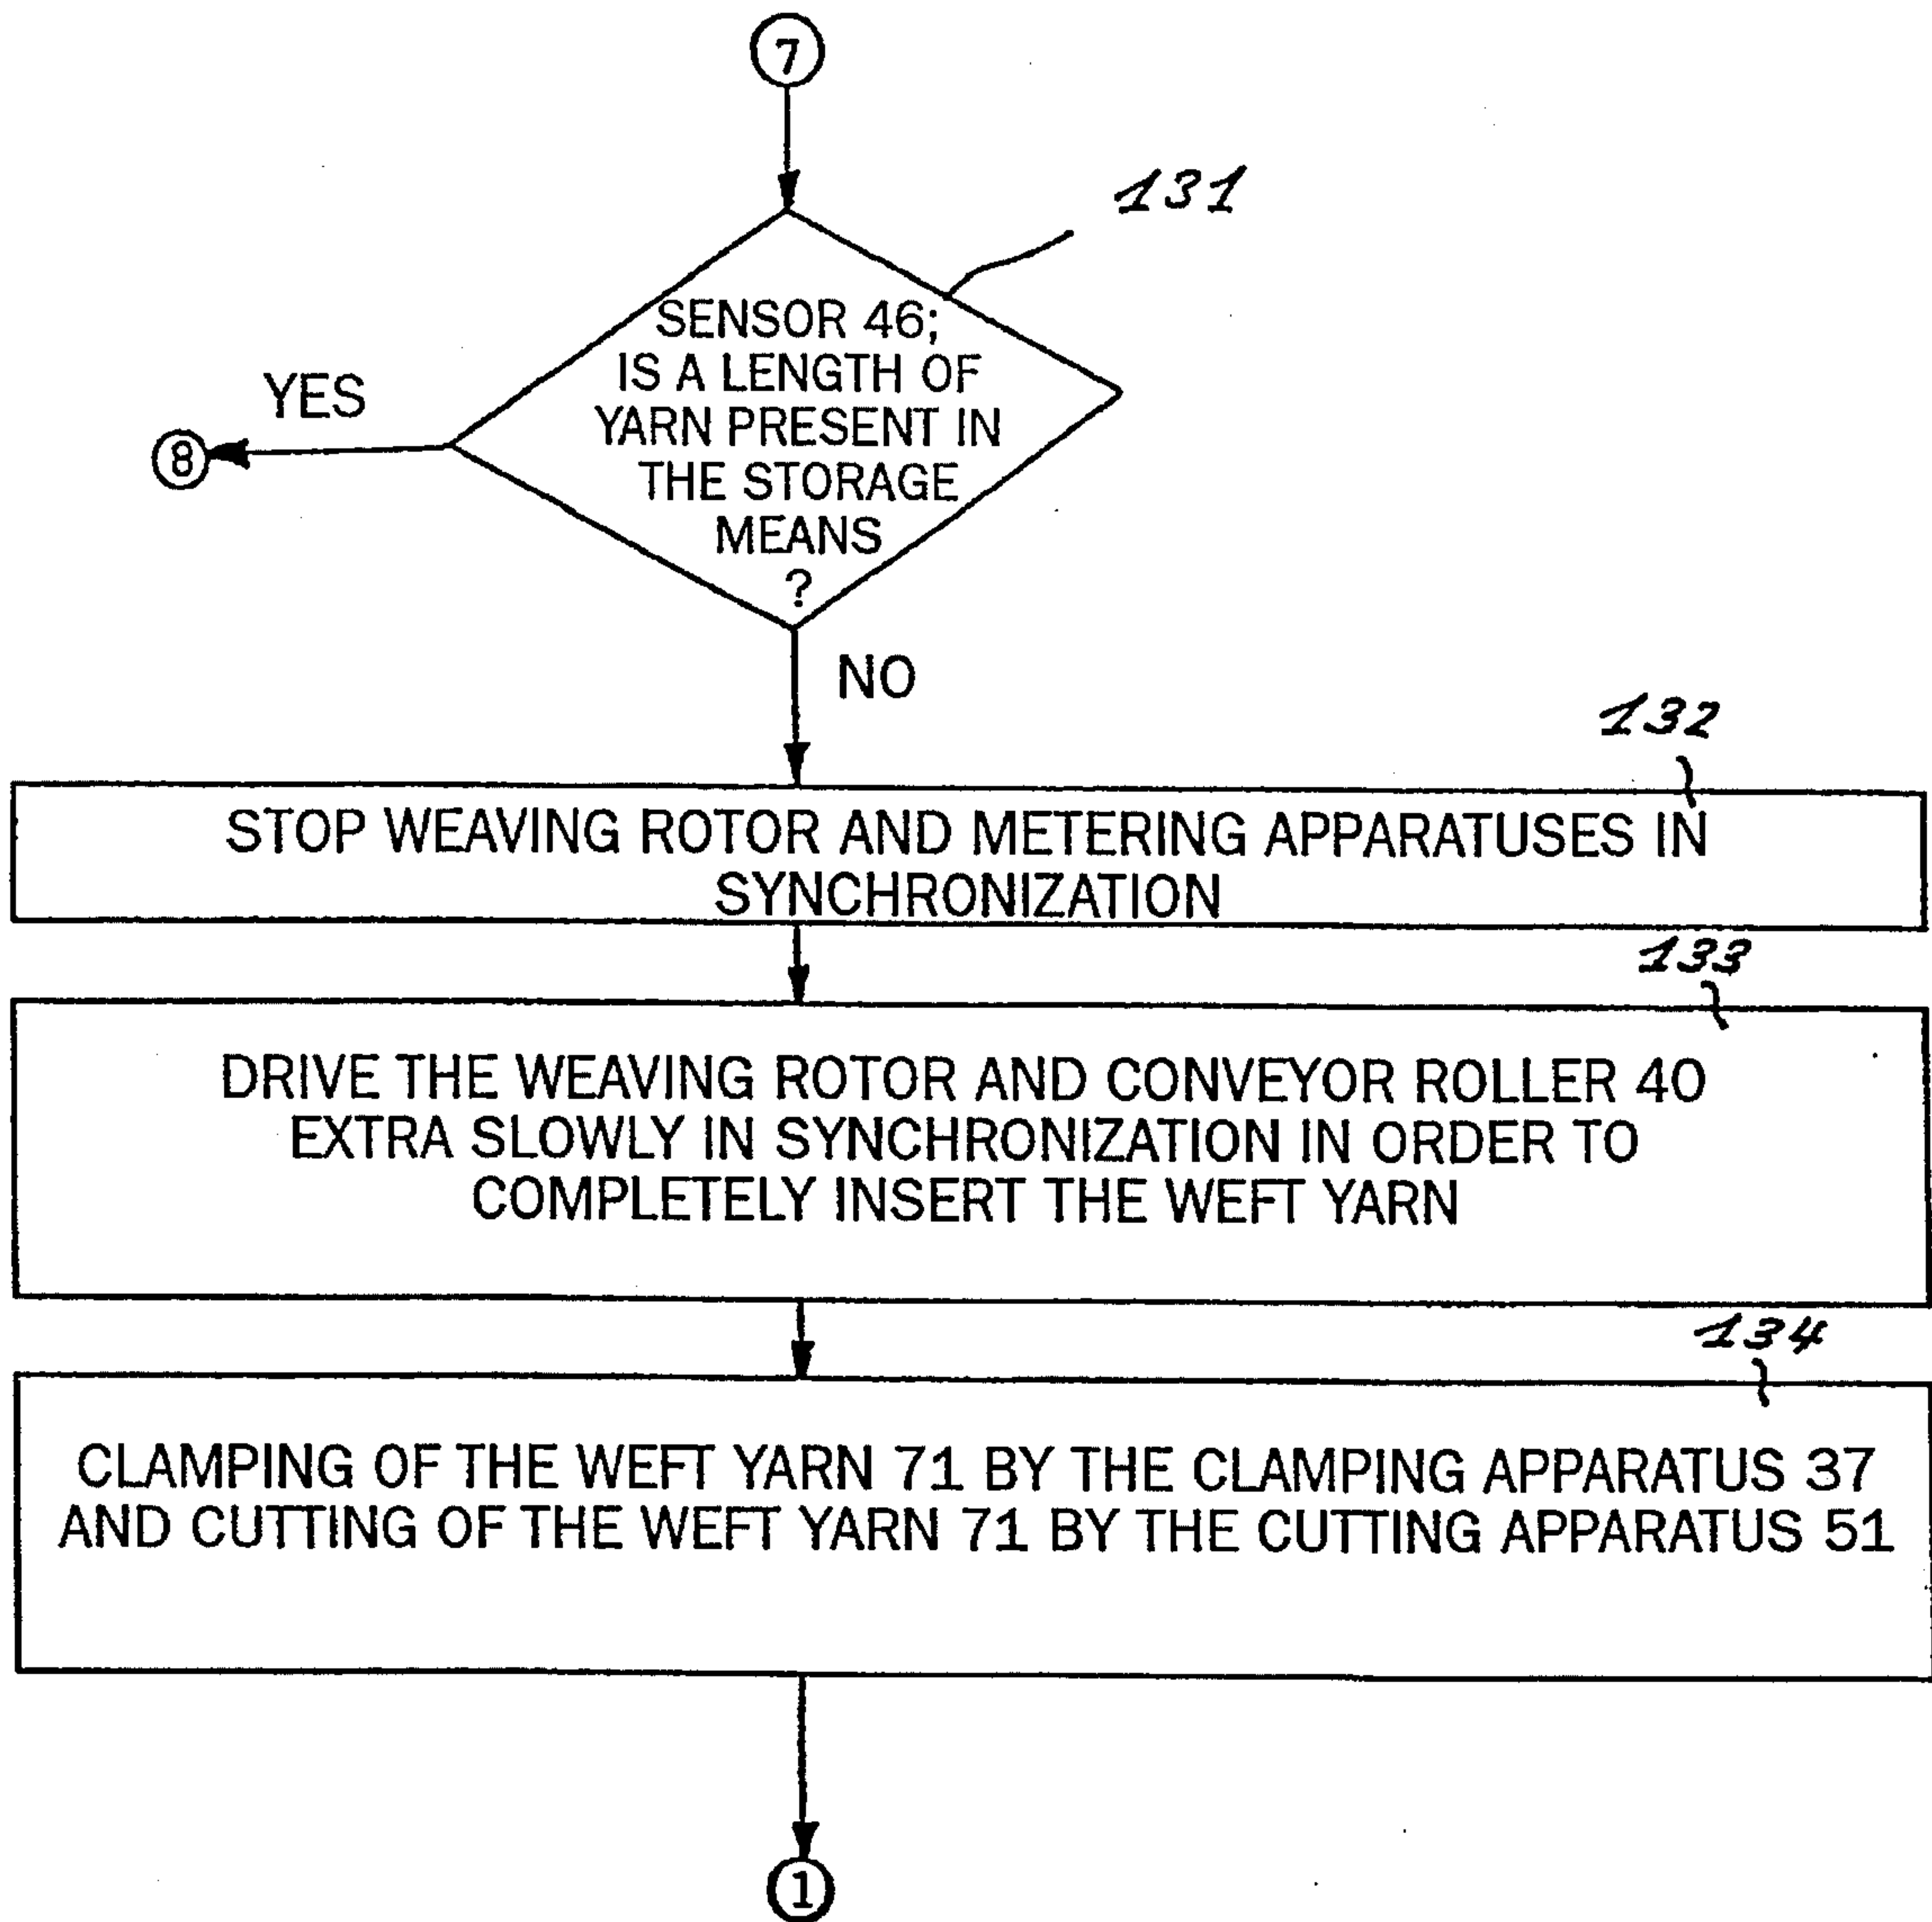 7
131
SENSOR 46;
IS A LENGTH OF
YARN PRESENT IN
THE STORAGE
MEANS
?
YES
8
NO
132
STOP WEAVING ROTOR AND METERING APPARATUSES IN
SYNCHRONIZATION
133
DRIVE THE WEAVING ROTOR AND CONVEYOR ROLLER 40
EXTRA SLOWLY IN SYNCHRONIZATION IN ORDER TO
COMPLETELY INSERT THE WEFT YARN
134
CLAMPING OF THE WEFT YARN 71 BY THE CLAMPING APPARATUS 37
AND CUTTING OF THE WEFT YARN 71 BY THE CUTTING APPARATUS 51
1